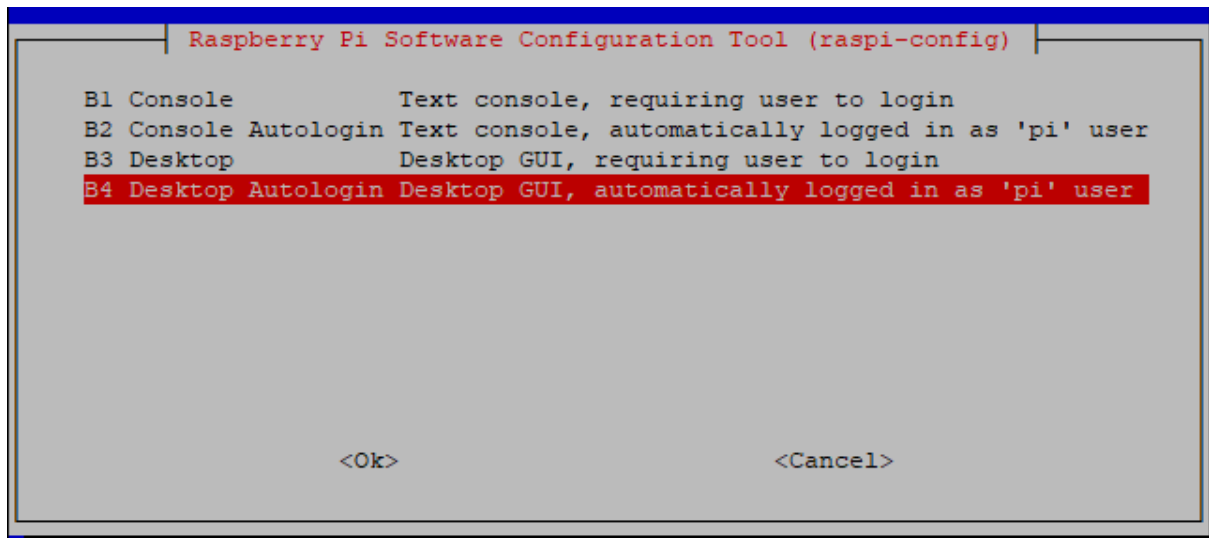 Raspberry Pi Software Configuration Tool (raspi-config)
B1 Console Text console, requiring user to login
B2 Console Autologin Text console, automatically logged in as 'pi' user
B3 Desktop Desktop GUI, requiring user to login
B4 Desktop Autologin Desktop GUI, automatically logged in as 'pi' user
<Ok> <Cancel>